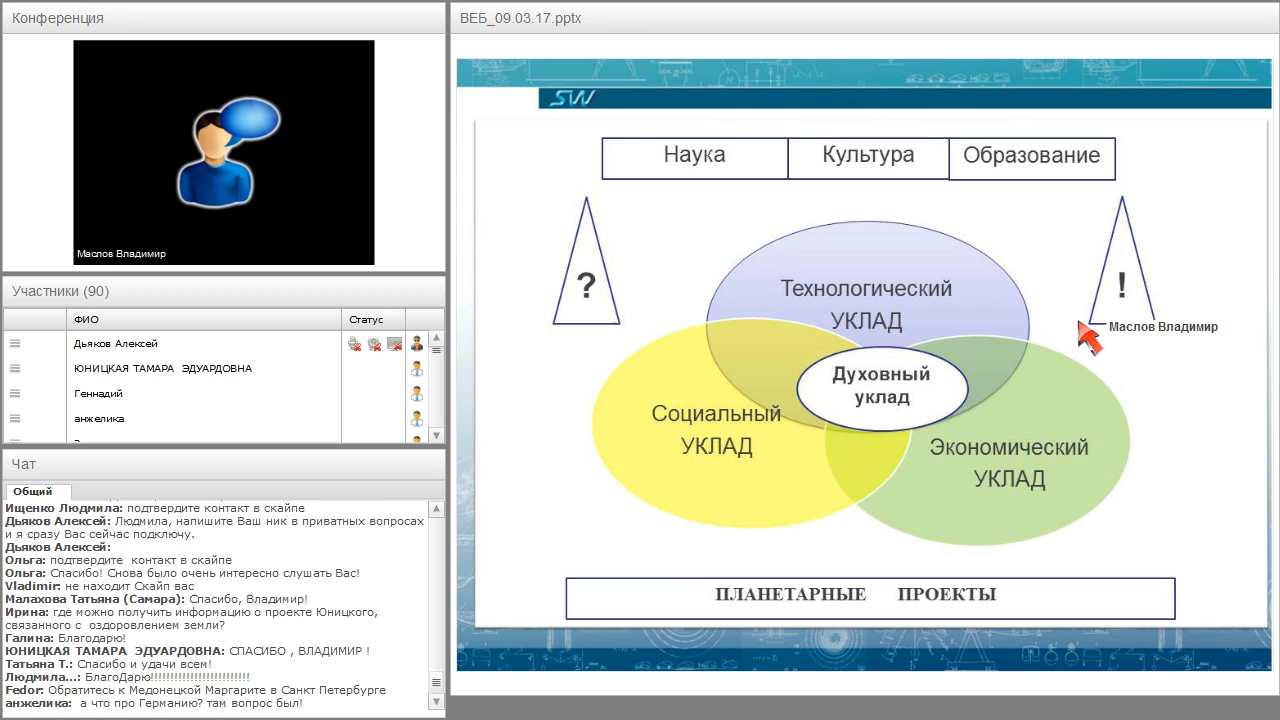 Конференция
Маслов Владимир
Участники (90)
ФИО Статус
Дьяков Алексей
ЮНИЦКАЯ ТАМАРА ЭДУАРДОВНА
Геннадий
анжелика
Чат
Общий
Ищенко Людмила: подтвердите контакт в скайпе
Дьяков Алексей: Людмила, напишите Ваш ник в приватных вопросах
и я сразу Вас сейчас подключу.
Дьяков Алексей:
Ольга: подтвердите контакт в скайпе
Ольга: Спасибо! Снова было очень интересно слушать Вас!
Vladimir: не находит Скайп вас
Малахова Татьяна (Самара): Спасибо, Владимир!
Ирина: где можно получить информацию о проекте Юницкого,
связанного с оздоровлением земли?
Галина: Благодарю!
ЮНИЦКАЯ ТАМАРА ЭДУАРДОВНА: СПАСИБО , ВЛАДИМИР !
Татьяна Т.: Спасибо и удачи всем!
Людмила...: БлагоДарю!!!!!!!!!!!!!!!!!!!!!!!!!
Fedor: Обратитесь к Медонецкой Маргарите в Санкт Петербурге
анжелика: а что про Германию? там вопрос был!
ВЕБ_09.03.17.pptx
SW
Наука Культура Образование
? !
Технологический
УКЛАД
Маслов Владимир
Духовный
уклад
Социальный
УКЛАД
Экономический
УКЛАД
ПЛАНЕТАРНЫЕ ПРОЕКТЫ